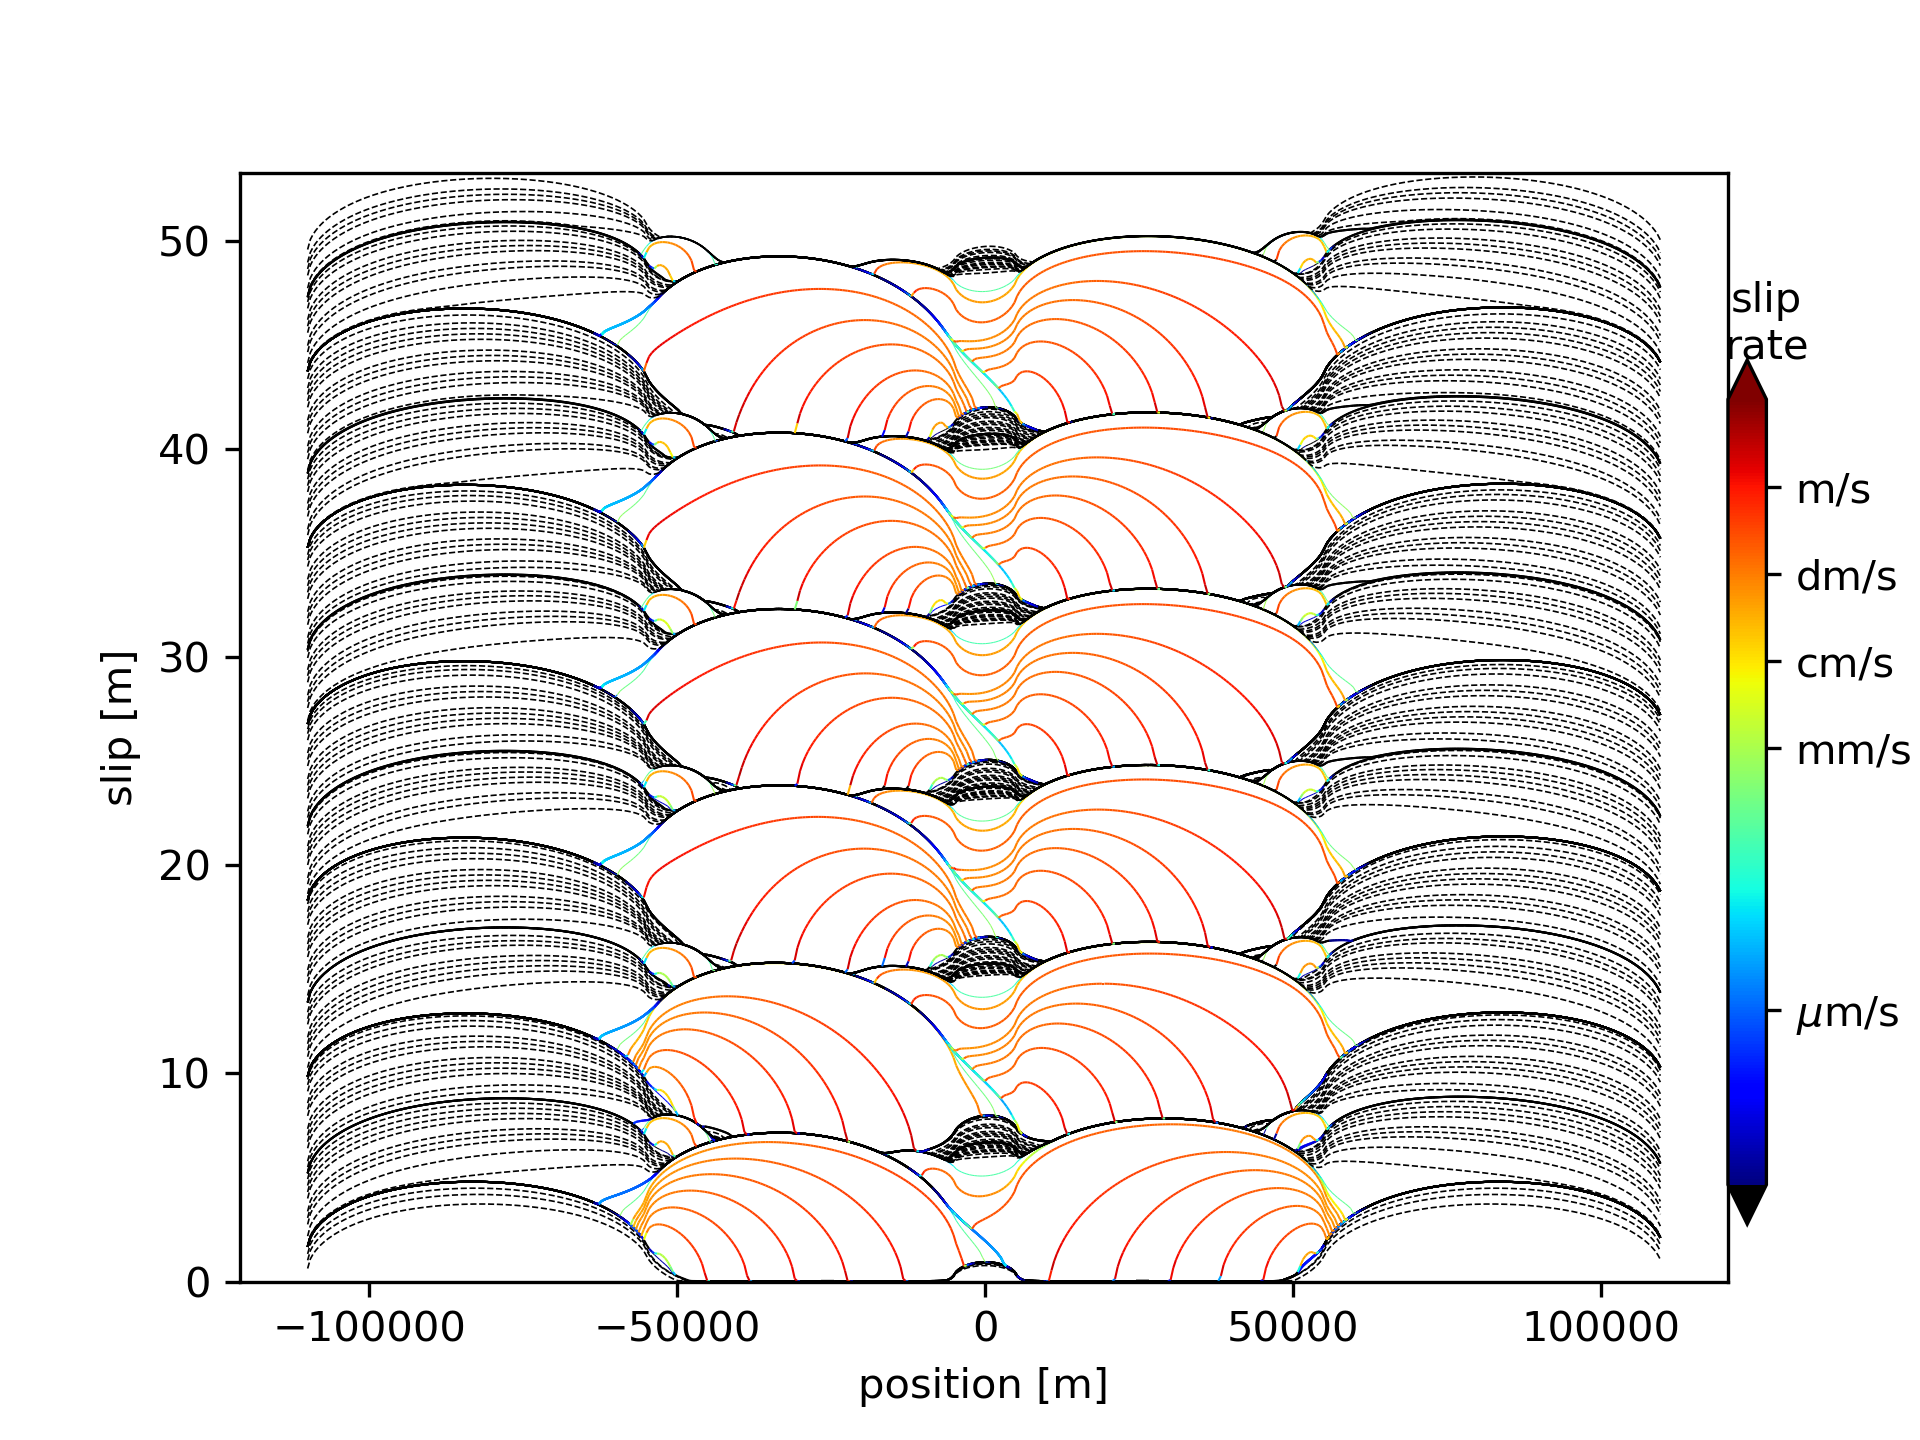 50
40
30
20
10
0
slip [m]
−100000
−50000
0
50000
100000
position [m]
slip
rate
m/s
dm/s
cm/s
mm/s
μm/s